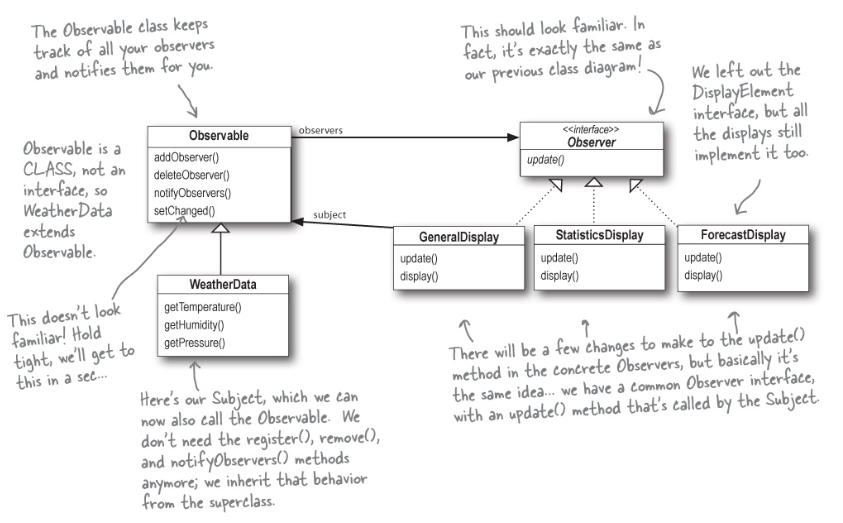 The Observable class keeps
track of all your observers
and notifies them for you.
This should look familiar. In
fact, it's exactly the same as
our previous class diagram!
We left out the
DisplayElement
interface, but all
the displays still
implement it too.
Observable is a
CLASS, not an
interface, so
WeatherData
extends
Observable.
Observable
addObserver()
deleteObserver()
notifyObservers()
setChanged()
observers
<<interface>>
Observer
update()
subject
GeneralDisplay
update()
display()
StatisticsDisplay
update()
display()
ForecastDisplay
update()
display()
WeatherData
getTemperature()
getHumidity()
getPressure()
This doesn't look
familiar! Hold
tight, we'll get to
this in a sec...
Here's our Subject, which we can
now also call the Observable. We
don't need the register(), remove(),
and notifyObservers() methods
anymore; we inherit that behavior
from the superclass.
There will be a few changes to make to the update()
method in the concrete Observers, but basically it's
the same idea... we have a common Observer interface,
with an update() method that's called by the Subject.